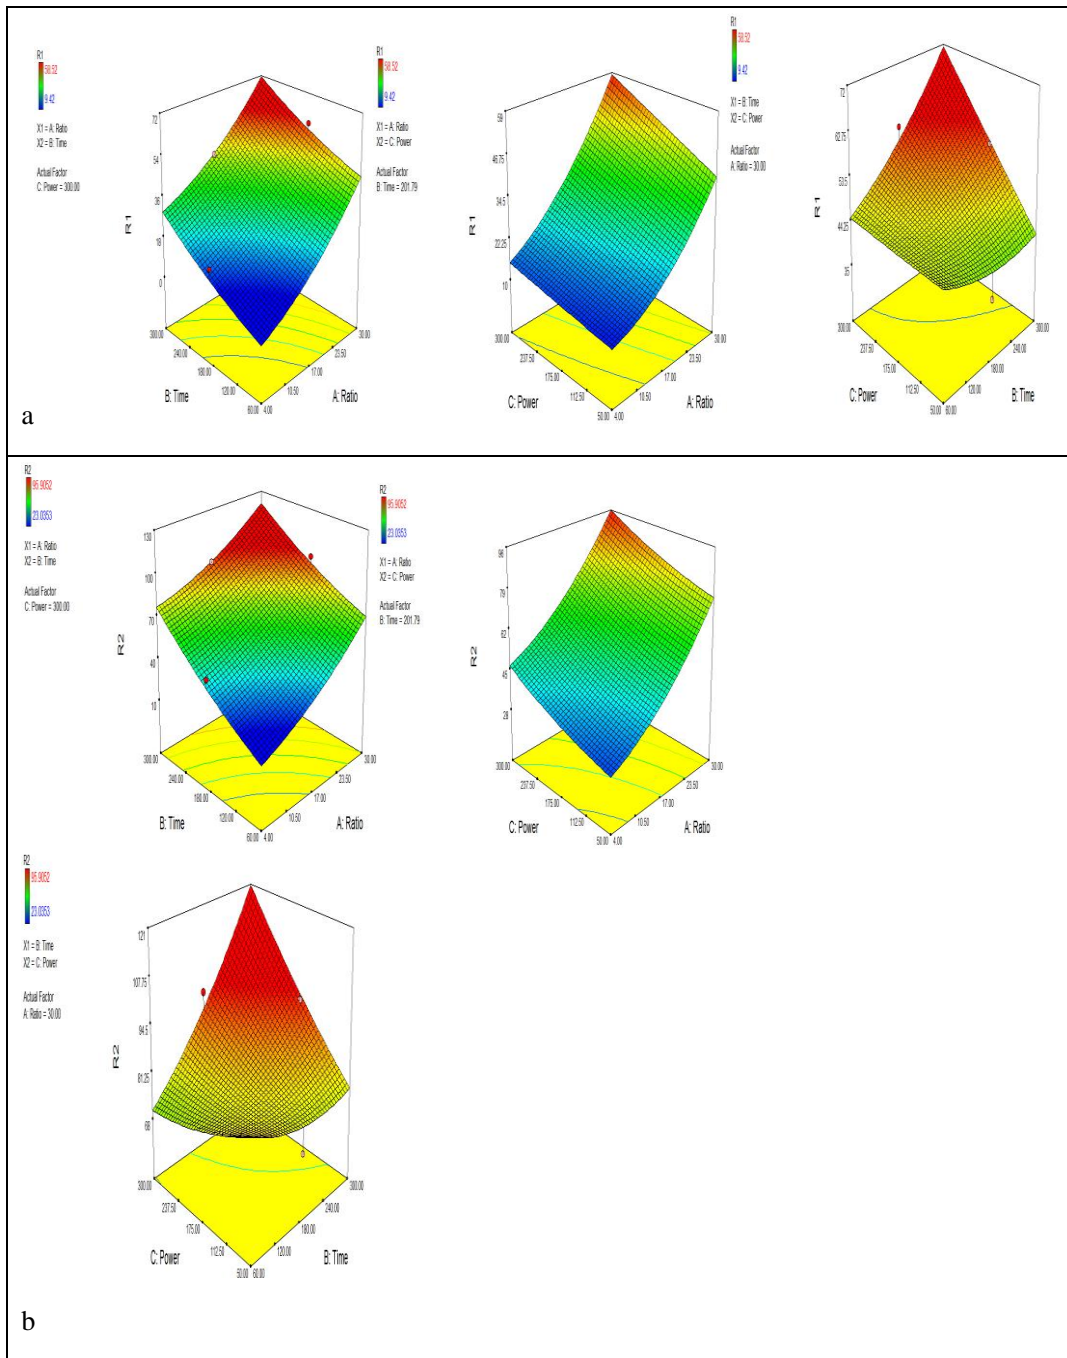 R1
58.52
9.42
X1 = A: Ratio
X2 = B: Time
Actual Factor
C: Power = 300.00
72
54
36
18
0
R1
300.00
240.00
180.00
120.00
60.00
4.00
10.50
17.00
23.50
30.00
B: Time
A: Ratio
R1
58.52
9.42
X1 = A: Ratio
X2 = C: Power
Actual Factor
B: Time = 201.79
59
46.75
34.5
22.25
10
R1
300.00
237.50
175.00
112.50
50.00
4.00
10.50
17.00
23.50
30.00
C: Power
A: Ratio
R1
58.52
9.42
X1 = B: Time
X2 = C: Power
Actual Factor
A: Ratio = 30.00
72
62.75
53.5
44.25
R1
300.00
237.50
175.00
112.50
50.00
60.00
120.00
180.00
240.00
300.00
C: Power
B: Time
a
R2
95.9052
23.0353
X1 = A: Ratio
X2 = B: Time
Actual Factor
C: Power = 300.00
130
100
70
40
10
R2
300.00
240.00
180.00
120.00
60.00
4.00
10.50
17.00
23.50
30.00
B: Time
A: Ratio
R2
95.9052
23.0353
X1 = A: Ratio
X2 = C: Power
Actual Factor
B: Time = 201.79
96
79
62
45
28
R2
300.00
237.50
175.00
112.50
50.00
4.00
10.50
17.00
23.50
30.00
C: Power
A: Ratio
R2
95.9052
23.0353
X1 = B: Time
X2 = C: Power
Actual Factor
A: Ratio = 30.00
121
107.75
94.5
81.25
68
R2
300.00
237.50
175.00
112.50
50.00
60.00
120.00
180.00
240.00
300.00
C: Power
B: Time
b